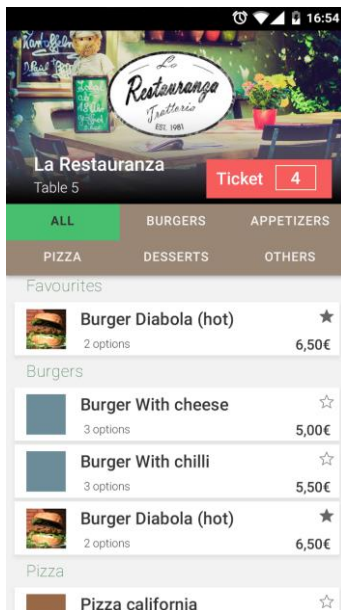 16:54
La
Restauranza
Trattoria
EST. 1981
La Restauranza
Table 5
Ticket 4
ALL BURGERS APPETIZERS
PIZZA DESSERTS OTHERS
Favourites
Burger Diabola (hot)
2 options 6,50€
Burgers
Burger With cheese
3 options 5,00€
Burger With chilli
3 options 5,50€
Burger Diabola (hot)
2 options 6,50€
Pizza
Pizza california